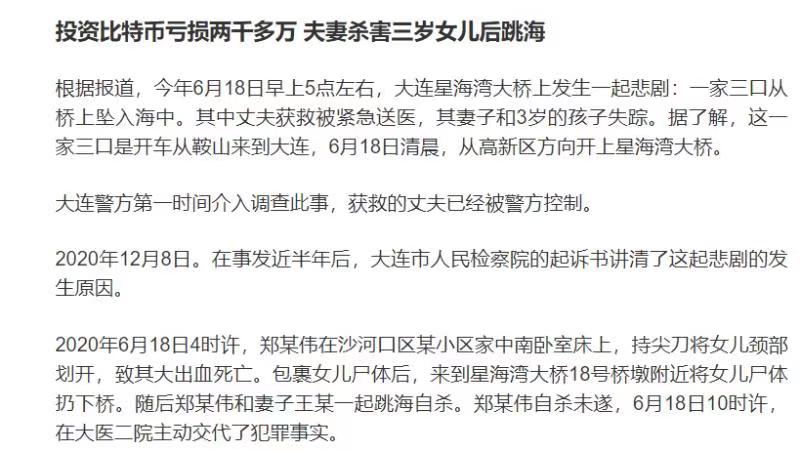 投资比特币亏损两千多万 夫妻杀害三岁女儿后跳海
根据报道，今年6月18日早上5点左右，大连星海湾大桥上发生一起悲剧：一家三口从
桥上坠入海中。其中丈夫获救被紧急送医，其妻子和3岁的孩子失踪。据了解，这一
家三口是开车从鞍山来到大连，6月18日清晨，从高新区方向开上星海湾大桥。
大连警方第一时间介入调查此事，获救的丈夫已经被警方控制。
2020年12月8日。在事发近半年后，大连市人民检察院的起诉书讲清了这起悲剧的发
生原因。
2020年6月18日4时许，郑某伟在沙河口区某小区家中南卧室床上，持尖刀将女儿颈部
划开，致其大出血死亡。包裹女儿尸体后，来到星海湾大桥18号桥墩附近将女儿尸体
扔下桥。随后郑某伟和妻子王某一起跳海自杀。郑某伟自杀未遂，6月18日10时许，
在大医二院主动交代了犯罪事实。